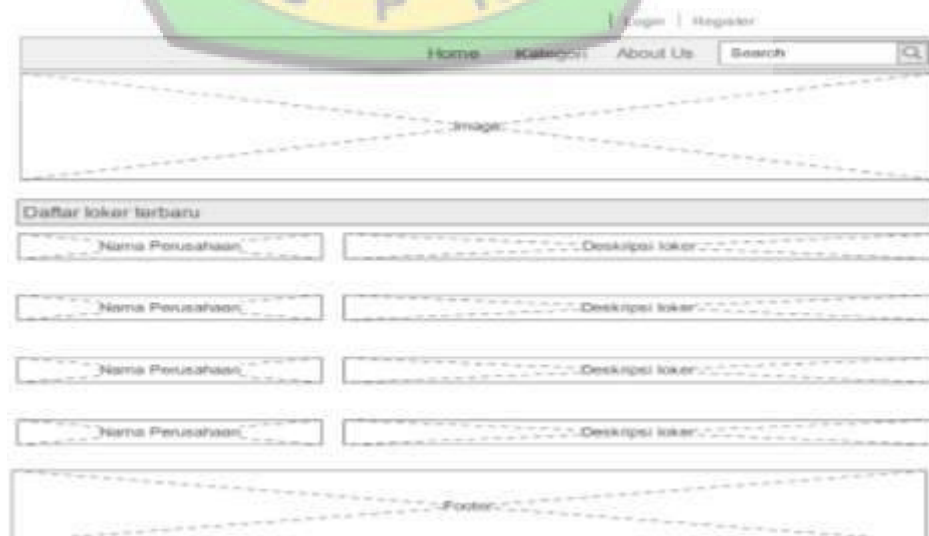 | Login | Register
Home Kategori About Us Search
Image
Daftar loker terbaru
Nama Perusahaan Deskripsi loker
Nama Perusahaan Deskripsi loker
Nama Perusahaan Deskripsi loker
Nama Perusahaan Deskripsi loker
Footer